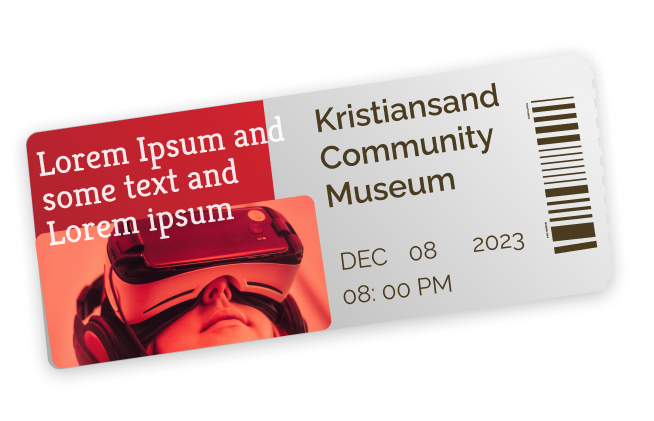 Lorem Ipsum and
some text and
Lorem ipsum
Kristiansand
Community
Museum
DEC 08 2023
08: 00 PM